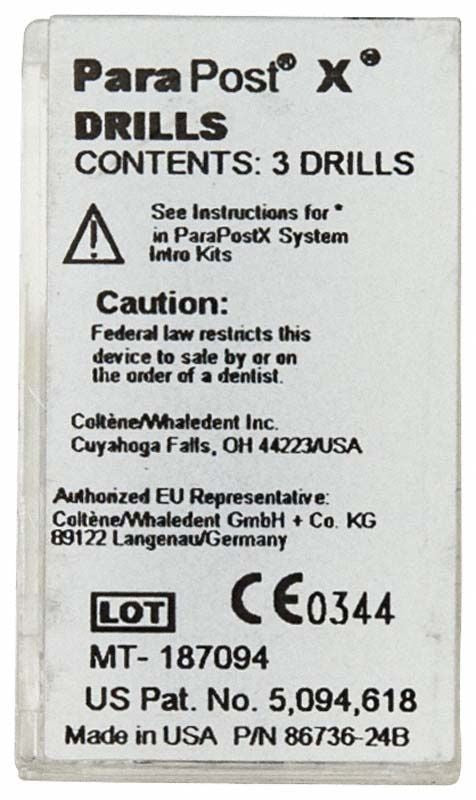 ParaPost® X®
DRILLS
CONTENTS: 3 DRILLS
See Instructions for *
in ParaPostX System
Intro Kits
Caution:
Federal law restricts this
device to sale by or on
the order of a dentist.
Coltène/Whaledent Inc.
Cuyahoga Falls, OH 44223/USA
Authorized EU Representative:
Coltène/Whaledent GmbH + Co. KG
89122 Langenau/Germany
LOT CE0344
MT- 187094
US Pat. No. 5,094,618
Made in USA P/N 86736-24B